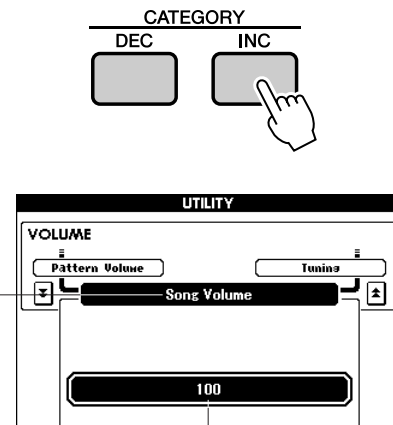 CATEGORY
DEC INC
UTILITY
VOLUME
Pattern Volume Tuning
Song Volume
100